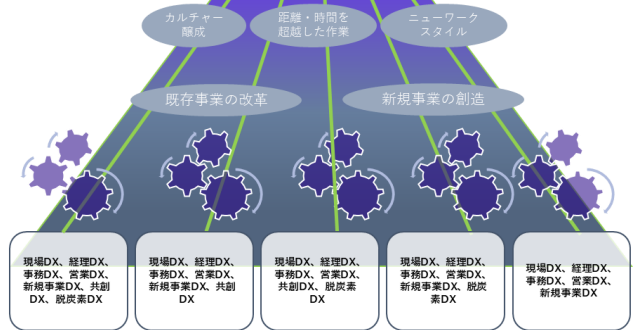 カルチャー
醸成
距離・時間を
超越した作業
ニューワーク
スタイル
既存事業の改革
新規事業の創造
現場DX、経理DX、
事務DX、営業DX、
新規事業DX、共創
DX、脱炭素DX
現場DX、経理DX、
事務DX、営業DX、
新規事業DX、共創
DX
現場DX、経理DX、
事務DX、営業DX、
共創DX、脱炭素
DX
現場DX、経理DX、
事務DX、営業DX、
新規事業DX、脱炭
素DX
現場DX、経理DX、
事務DX、営業DX、
新規事業DX